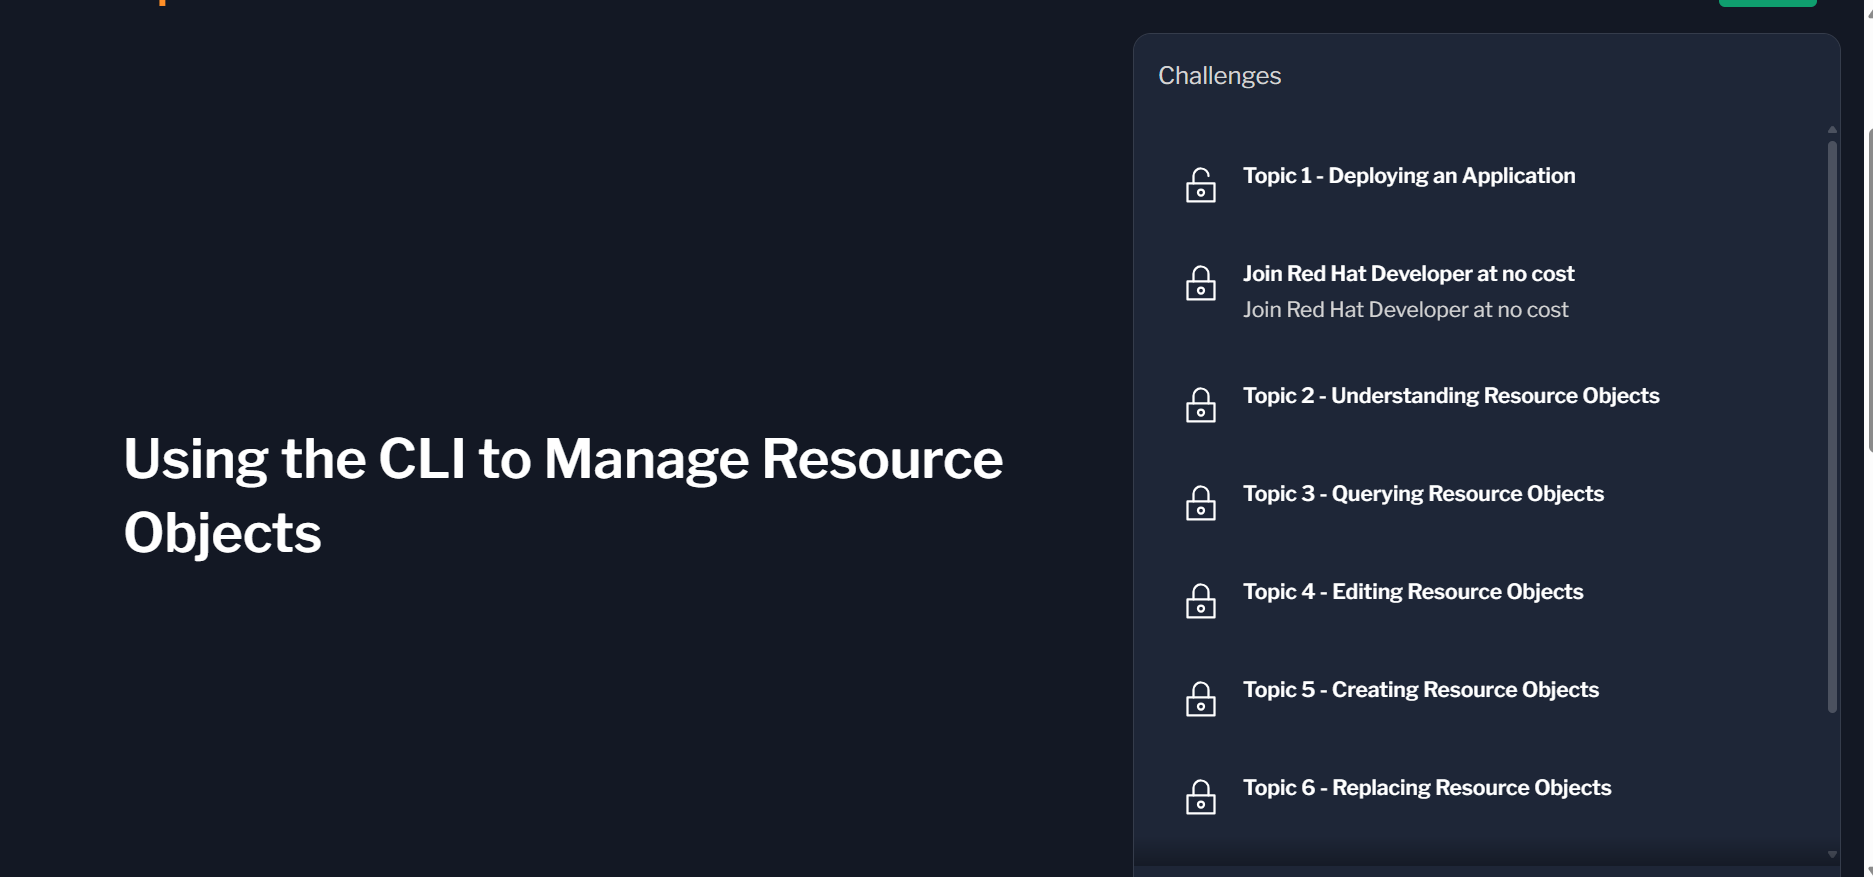 Using the CLI to Manage Resource
Objects
Challenges
Topic 1 - Deploying an Application
Join Red Hat Developer at no cost
Join Red Hat Developer at no cost
Topic 2 - Understanding Resource Objects
Topic 3 - Querying Resource Objects
Topic 4 - Editing Resource Objects
Topic 5 - Creating Resource Objects
Topic 6 - Replacing Resource Objects